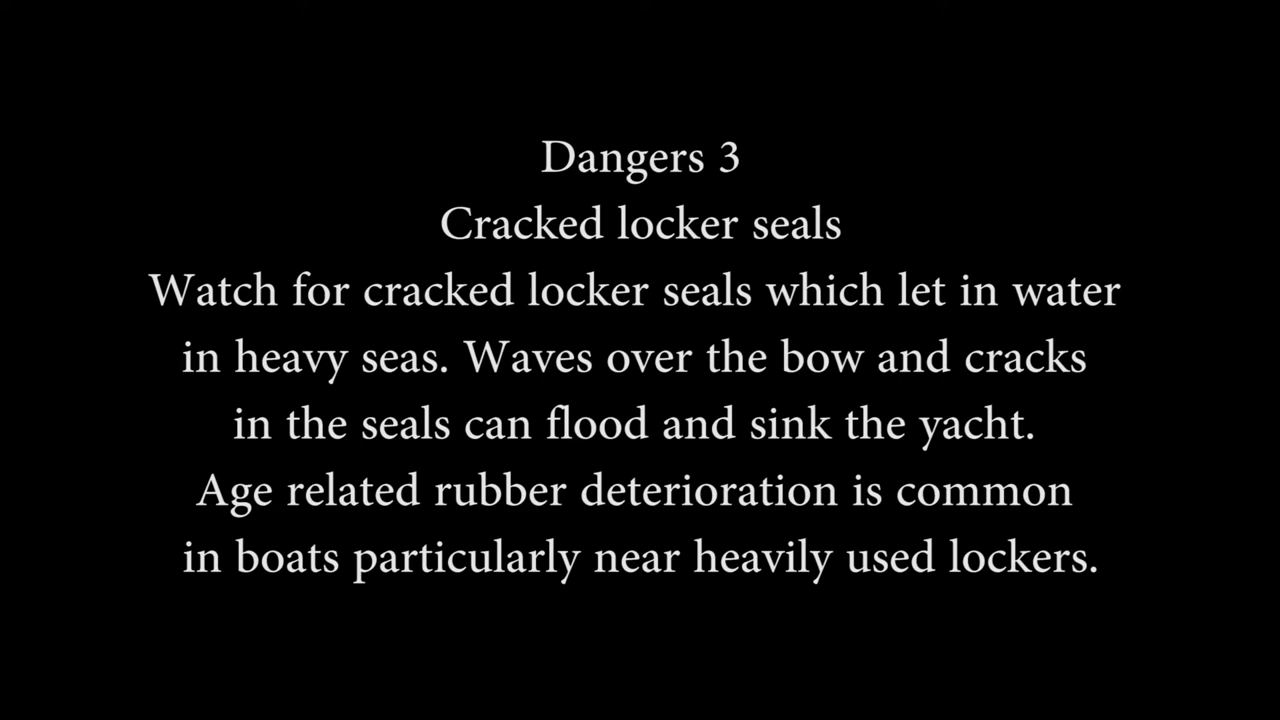 Dangers 3
Cracked locker seals
Watch for cracked locker seals which let in water
in heavy seas. Waves over the bow and cracks
in the seals can flood and sink the yacht.
Age related rubber deterioration is common
in boats particularly near heavily used lockers.